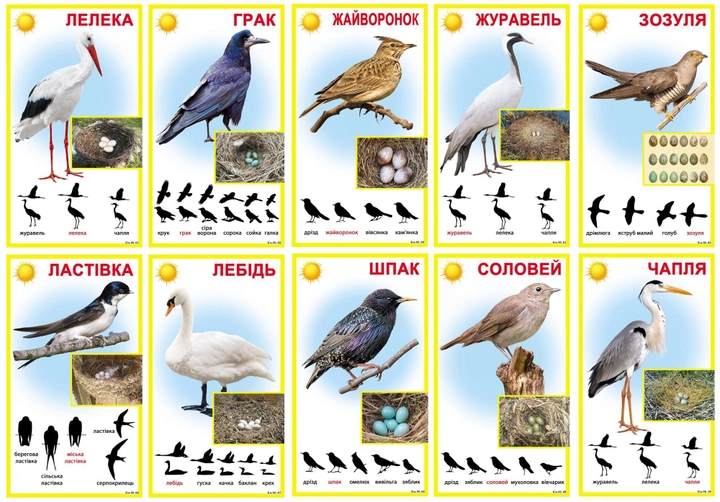 ЛЕЛЕКА
журавель лелека чапля
ГРАК
крук грак сіра ворона сорока сойка галка
ЖАЙВОРОНОК
дрізд жайворонок вівсянка кам'янка
ЖУРАВЕЛЬ
журавель лелека чапля
ЗОЗУЛЯ
дрімлюга яструб малий голуб зозуля
ЛАСТІВКА
ластівка
берегова ластівка
міська ластівка
сільська ластівка
серпокрилець
ЛЕБІДЬ
лебідь гуска качка баклан крех
ШПАК
дрізд шпак омелюх вивільга зяблик
СОЛОВЕЙ
дрізд зяблик соловей мухоловка вівчарик
ЧАПЛЯ
журавель лелека чапля